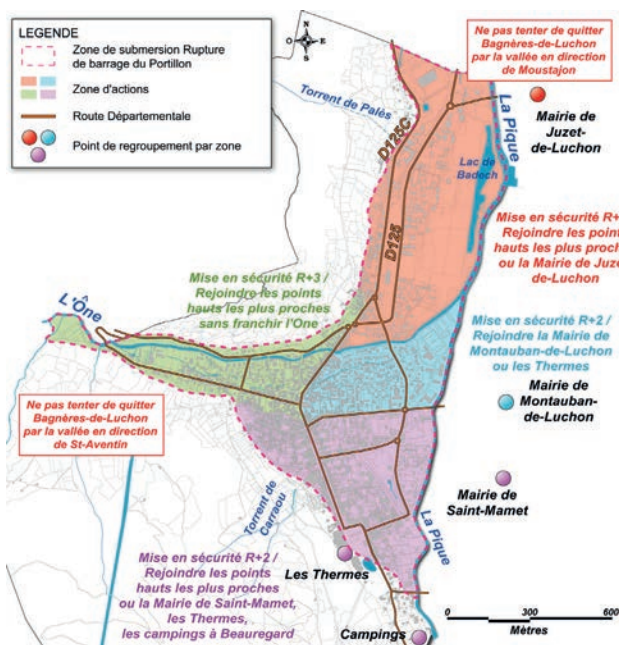 LEGENDE
Zone de submersion Rupture
de barrage du Portillon
Zone d'actions
Route Départementale
Point de regroupement par zone
N
O
E
S
Ne pas tenter de quitter
Bagnères-de-Luchon
par la vallée en direction
de Moustajon
Torrent de Palés
D125C
La Pique
Mairie de
Juzet-
de-Luchon
Lac de
Badech
D125
Mise en sécurité R+
Rejoindre les point
hauts les plus proche
ou la Mairie de Juze
de-Luchon
Mise en sécurité R+3 /
Rejoindre les points
hauts les plus proches
sans franchir l'One
L'Ône
Mise en sécurité R+2 /
Rejoindre la Mairie de
Montauban-de-Luchon
ou les Thermes
Mairie de
Montauban-
de-Luchon
Ne pas tenter de quitter
Bagnères-de-Luchon
par la vallée en direction
de St-Aventin
Mairie de
Saint-Mamet
Torrent de
Carraou
La Pique
Mise en sécurité R+2 /
Rejoindre les points
hauts les plus proches
ou la Mairie de Saint-Mamet,
les Thermes,
les campings à Beauregard
Les Thermes
Campings
0 300 600
Mètres